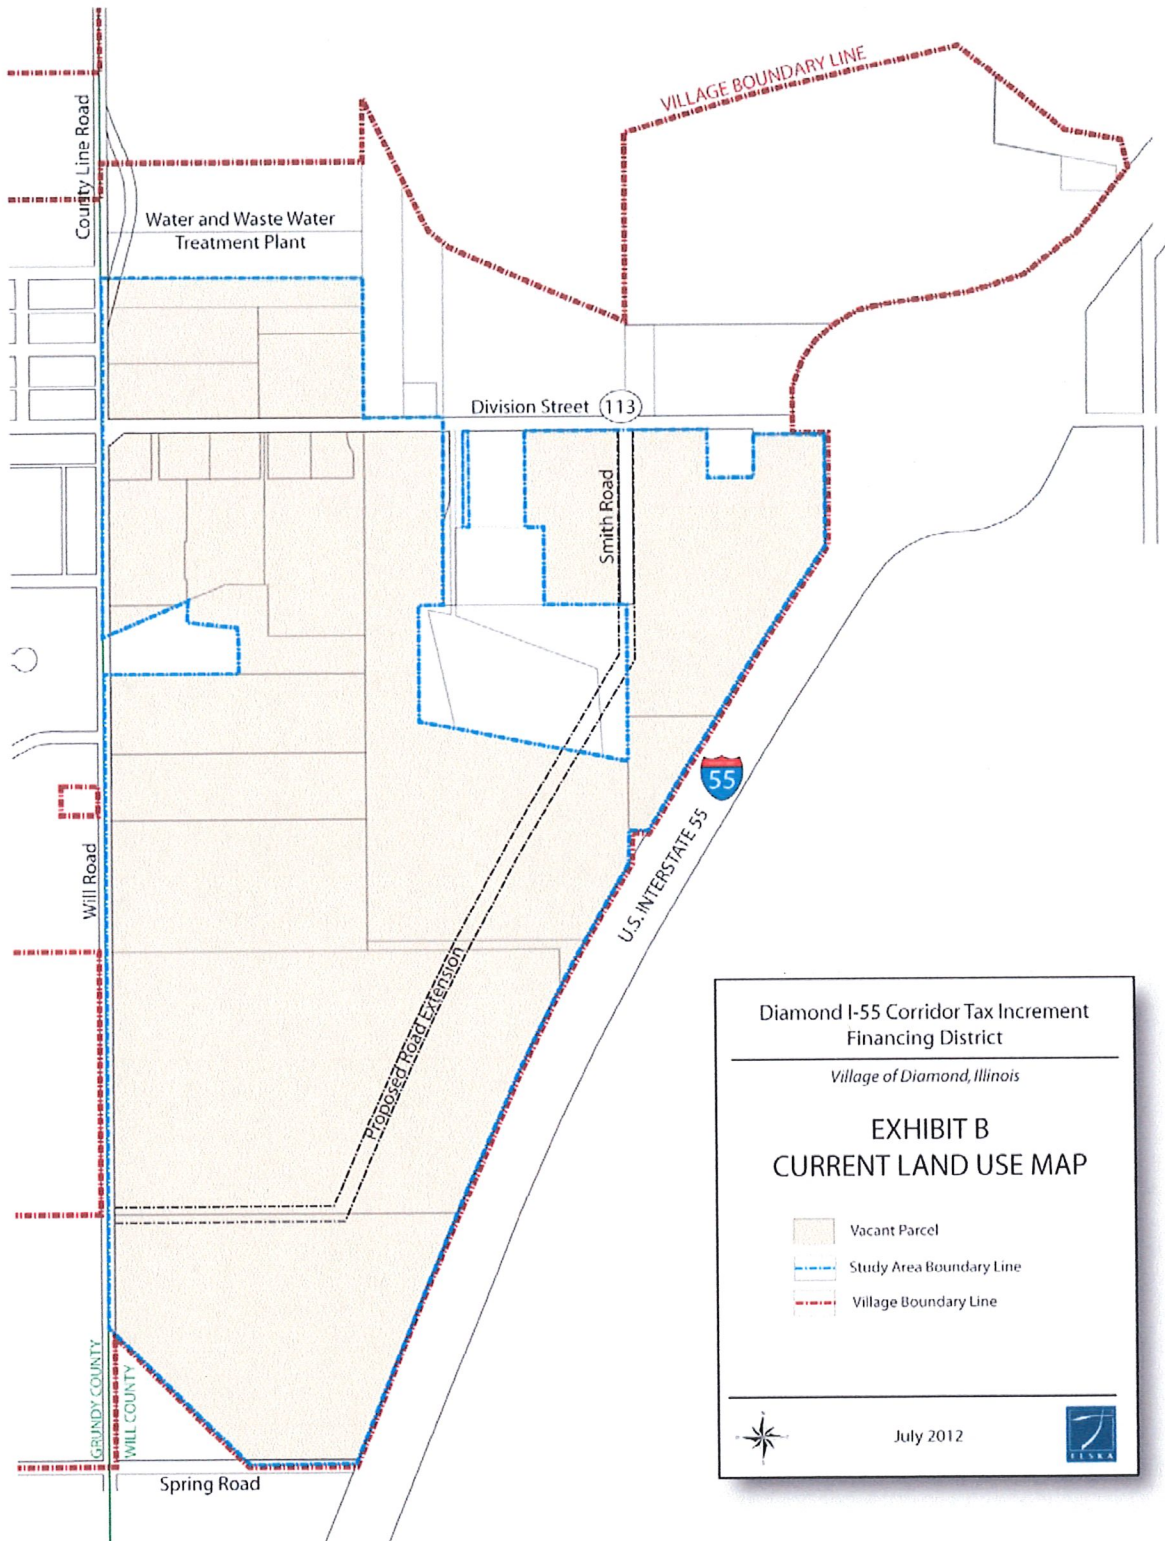 VILLAGE BOUNDARY LINE
County Line Road
Water and Waste Water
Treatment Plant
Division Street
113
Smith Road
55
U.S. INTERSTATE 55
Will Road
Proposed Road Extension
GRUNDY COUNTY
WILL COUNTY
Spring Road
Diamond I-55 Corridor Tax Increment
Financing District
Village of Diamond, Illinois
EXHIBIT B
CURRENT LAND USE MAP
Vacant Parcel
Study Area Boundary Line
Village Boundary Line
July 2012
TESKA